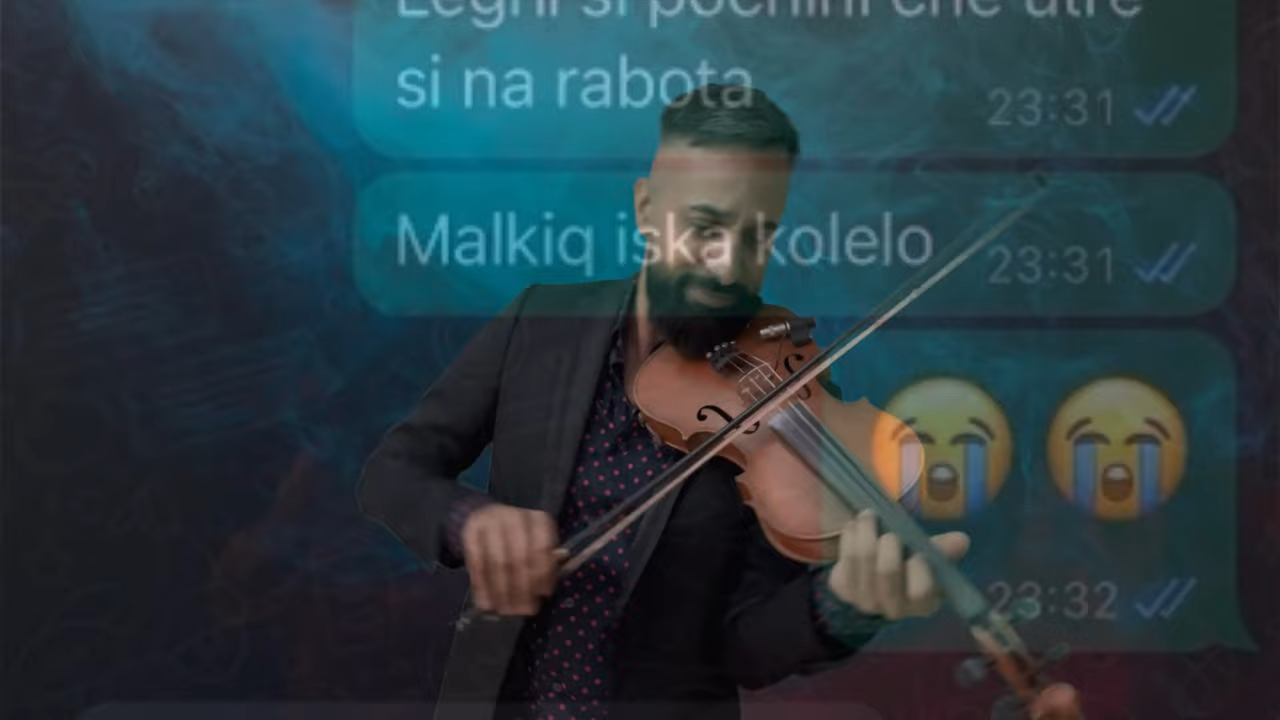 Legni si pochini che utre
si na rabota
23:31
Malkiq iska kolelo
23:31
23:32